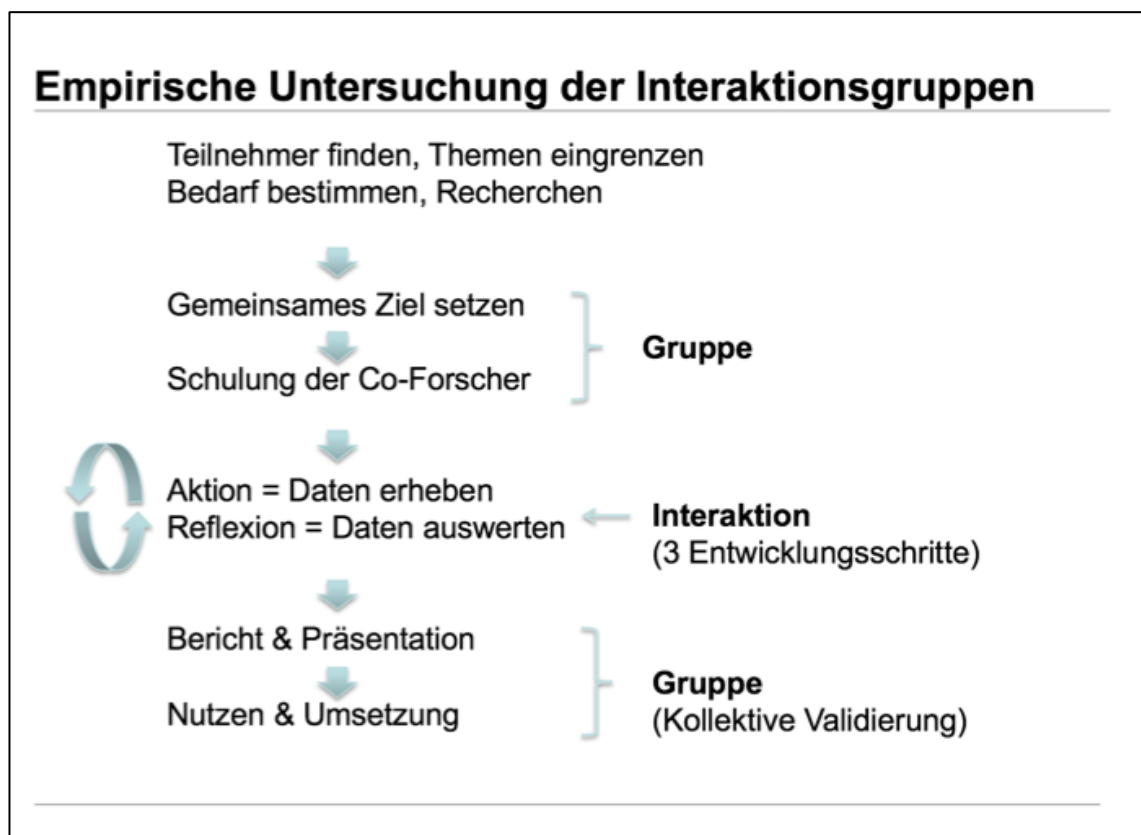 Empirische Untersuchung der Interaktionsgruppen
Teilnehmer finden, Themen eingrenzen
Bedarf bestimmen, Recherchen
Gemeinsames Ziel setzen
Gruppe
Schulung der Co-Forscher
Aktion = Daten erheben
Reflexion = Daten auswerten
Interaktion
(3 Entwicklungsschritte)
Bericht & Präsentation
Nutzen & Umsetzung
Gruppe
(Kollektive Validierung)